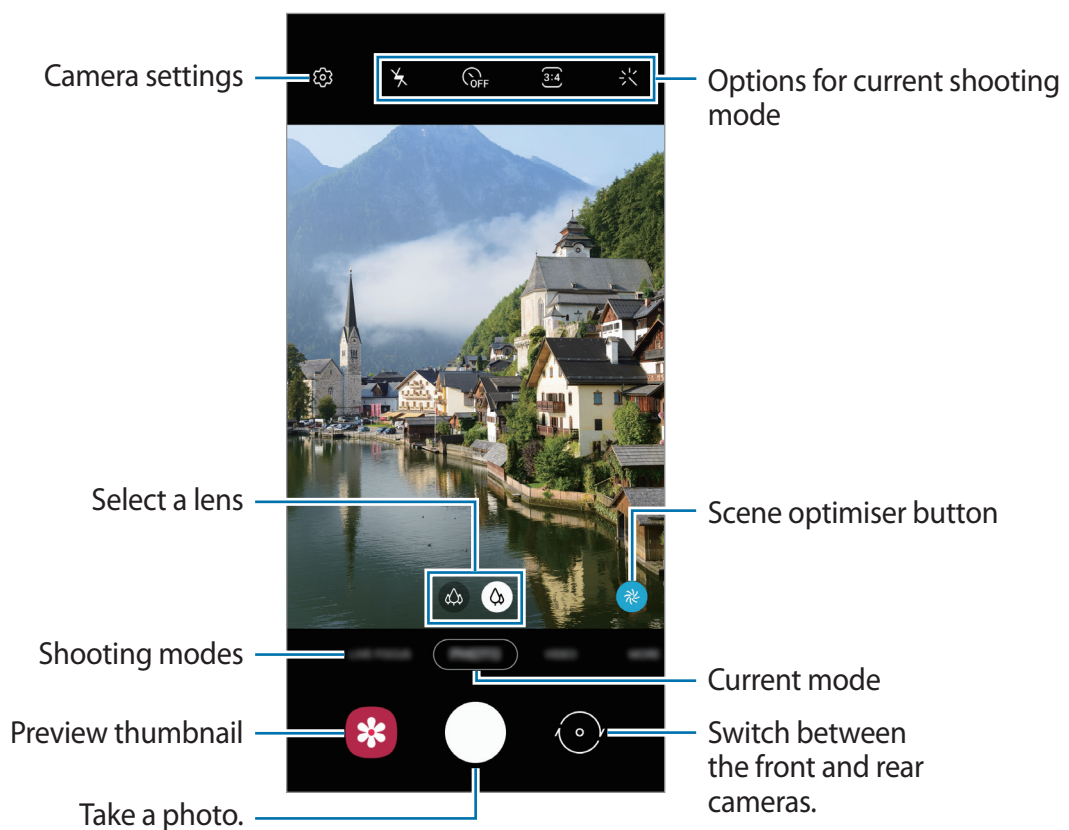 Camera settings
OFF
3:4
Options for current shooting
mode
Select a lens
Scene optimiser button
Shooting modes
Current mode
Preview thumbnail
Switch between
the front and rear
cameras.
Take a photo.